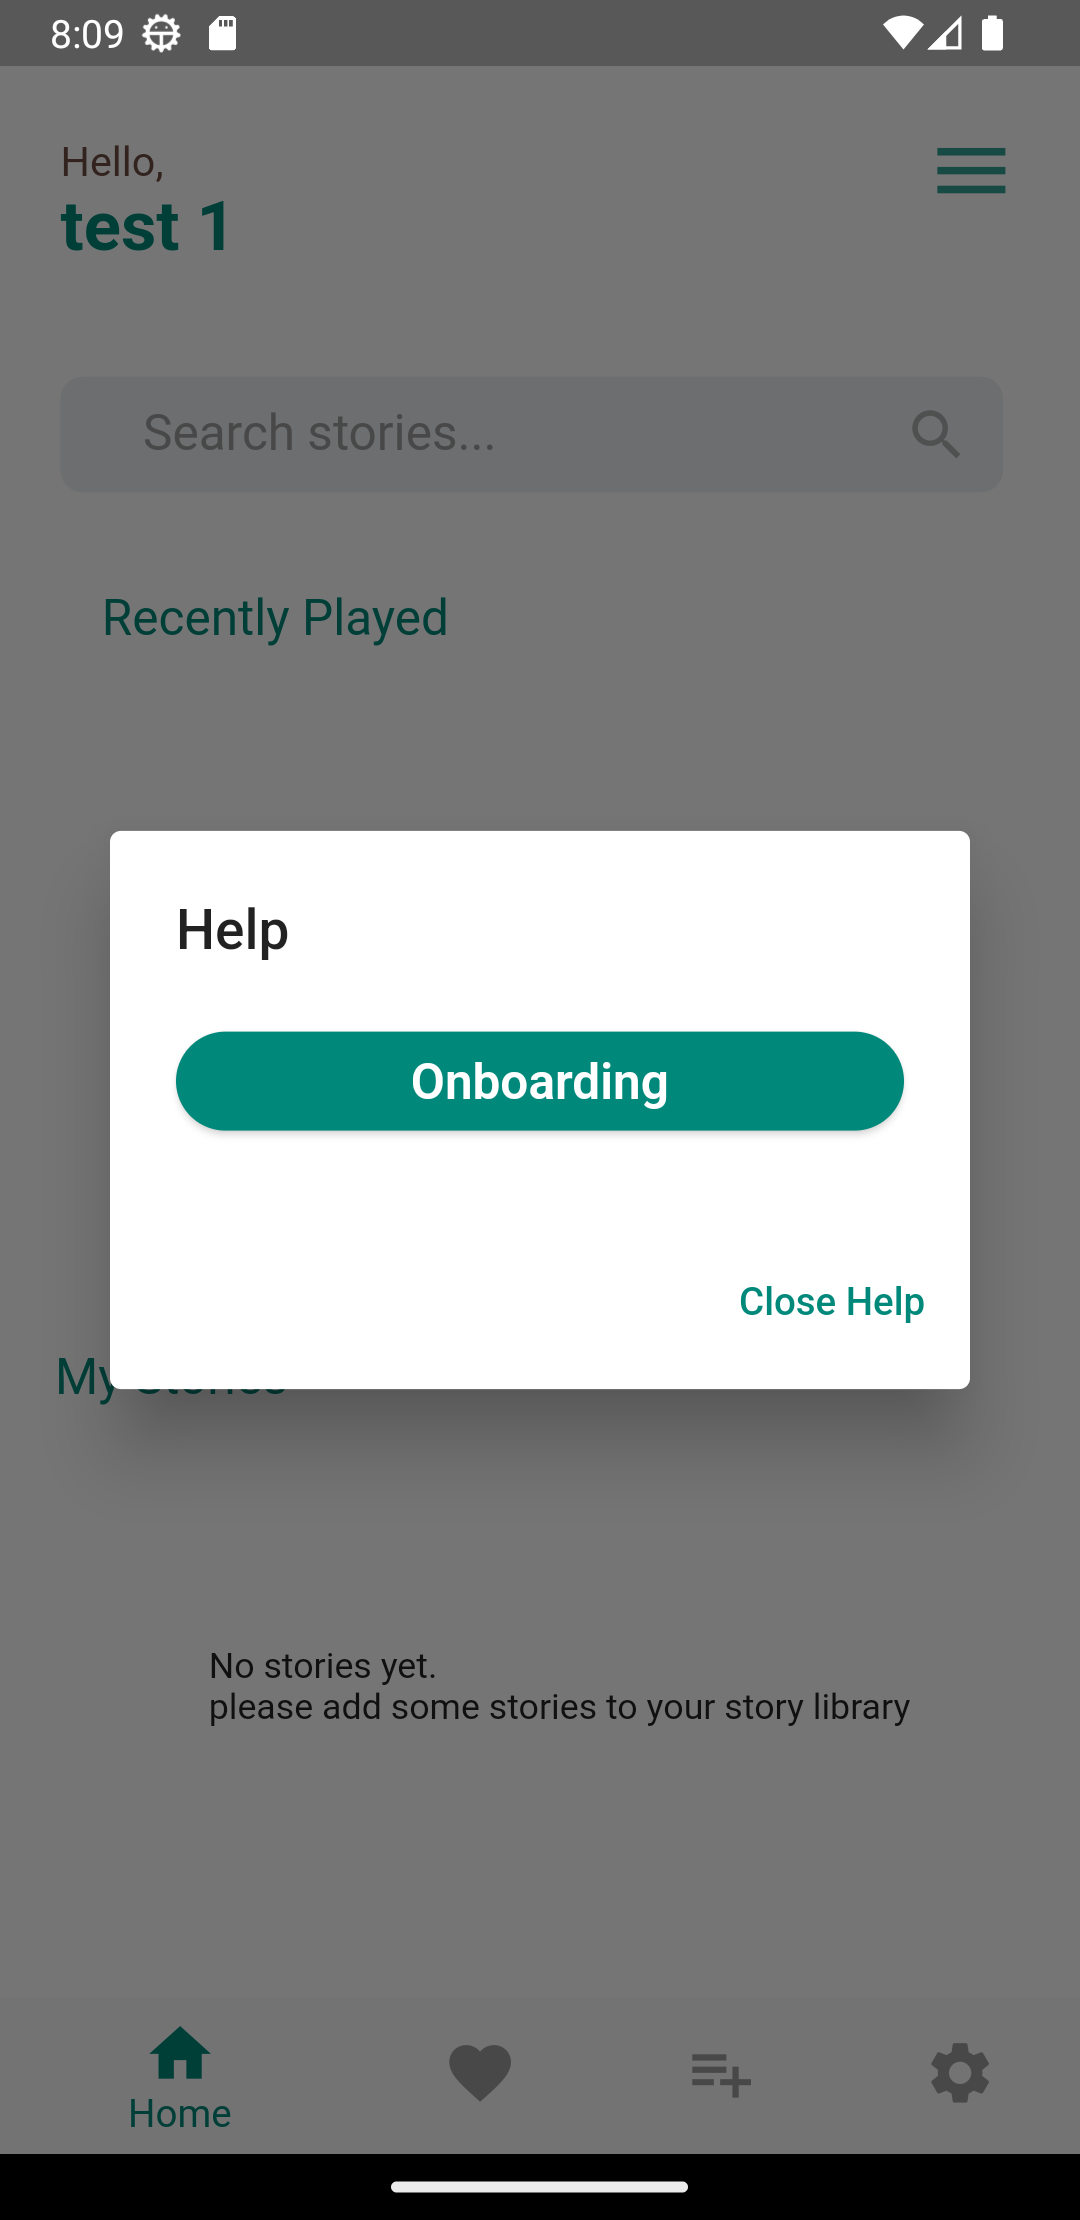 8:09
Hello,
test 1
Search stories...
Recently Played
Help
Onboarding
Close Help
My Stories
No stories yet.
please add some stories to your story library
Home